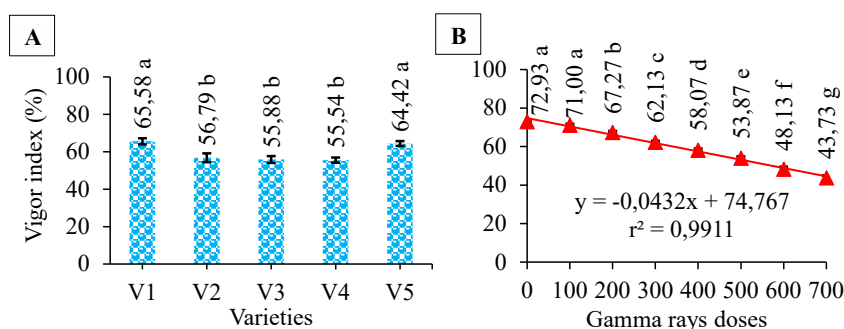 A
Vigor index (%)
100
80
60
40
20
0
65,58 a
56,79 b
55,88 b
55,54 b
64,42 a
V1 V2 V3 V4 V5
Varieties
B
100
80
60
40
20
0
72,93 a
71,00 a
67,27 b
62,13 c
58,07 d
53,87 e
48,13 f
43,73 g
y = -0,0432x + 74,767
r² = 0,9911
0 100 200 300 400 500 600 700
Gamma rays doses